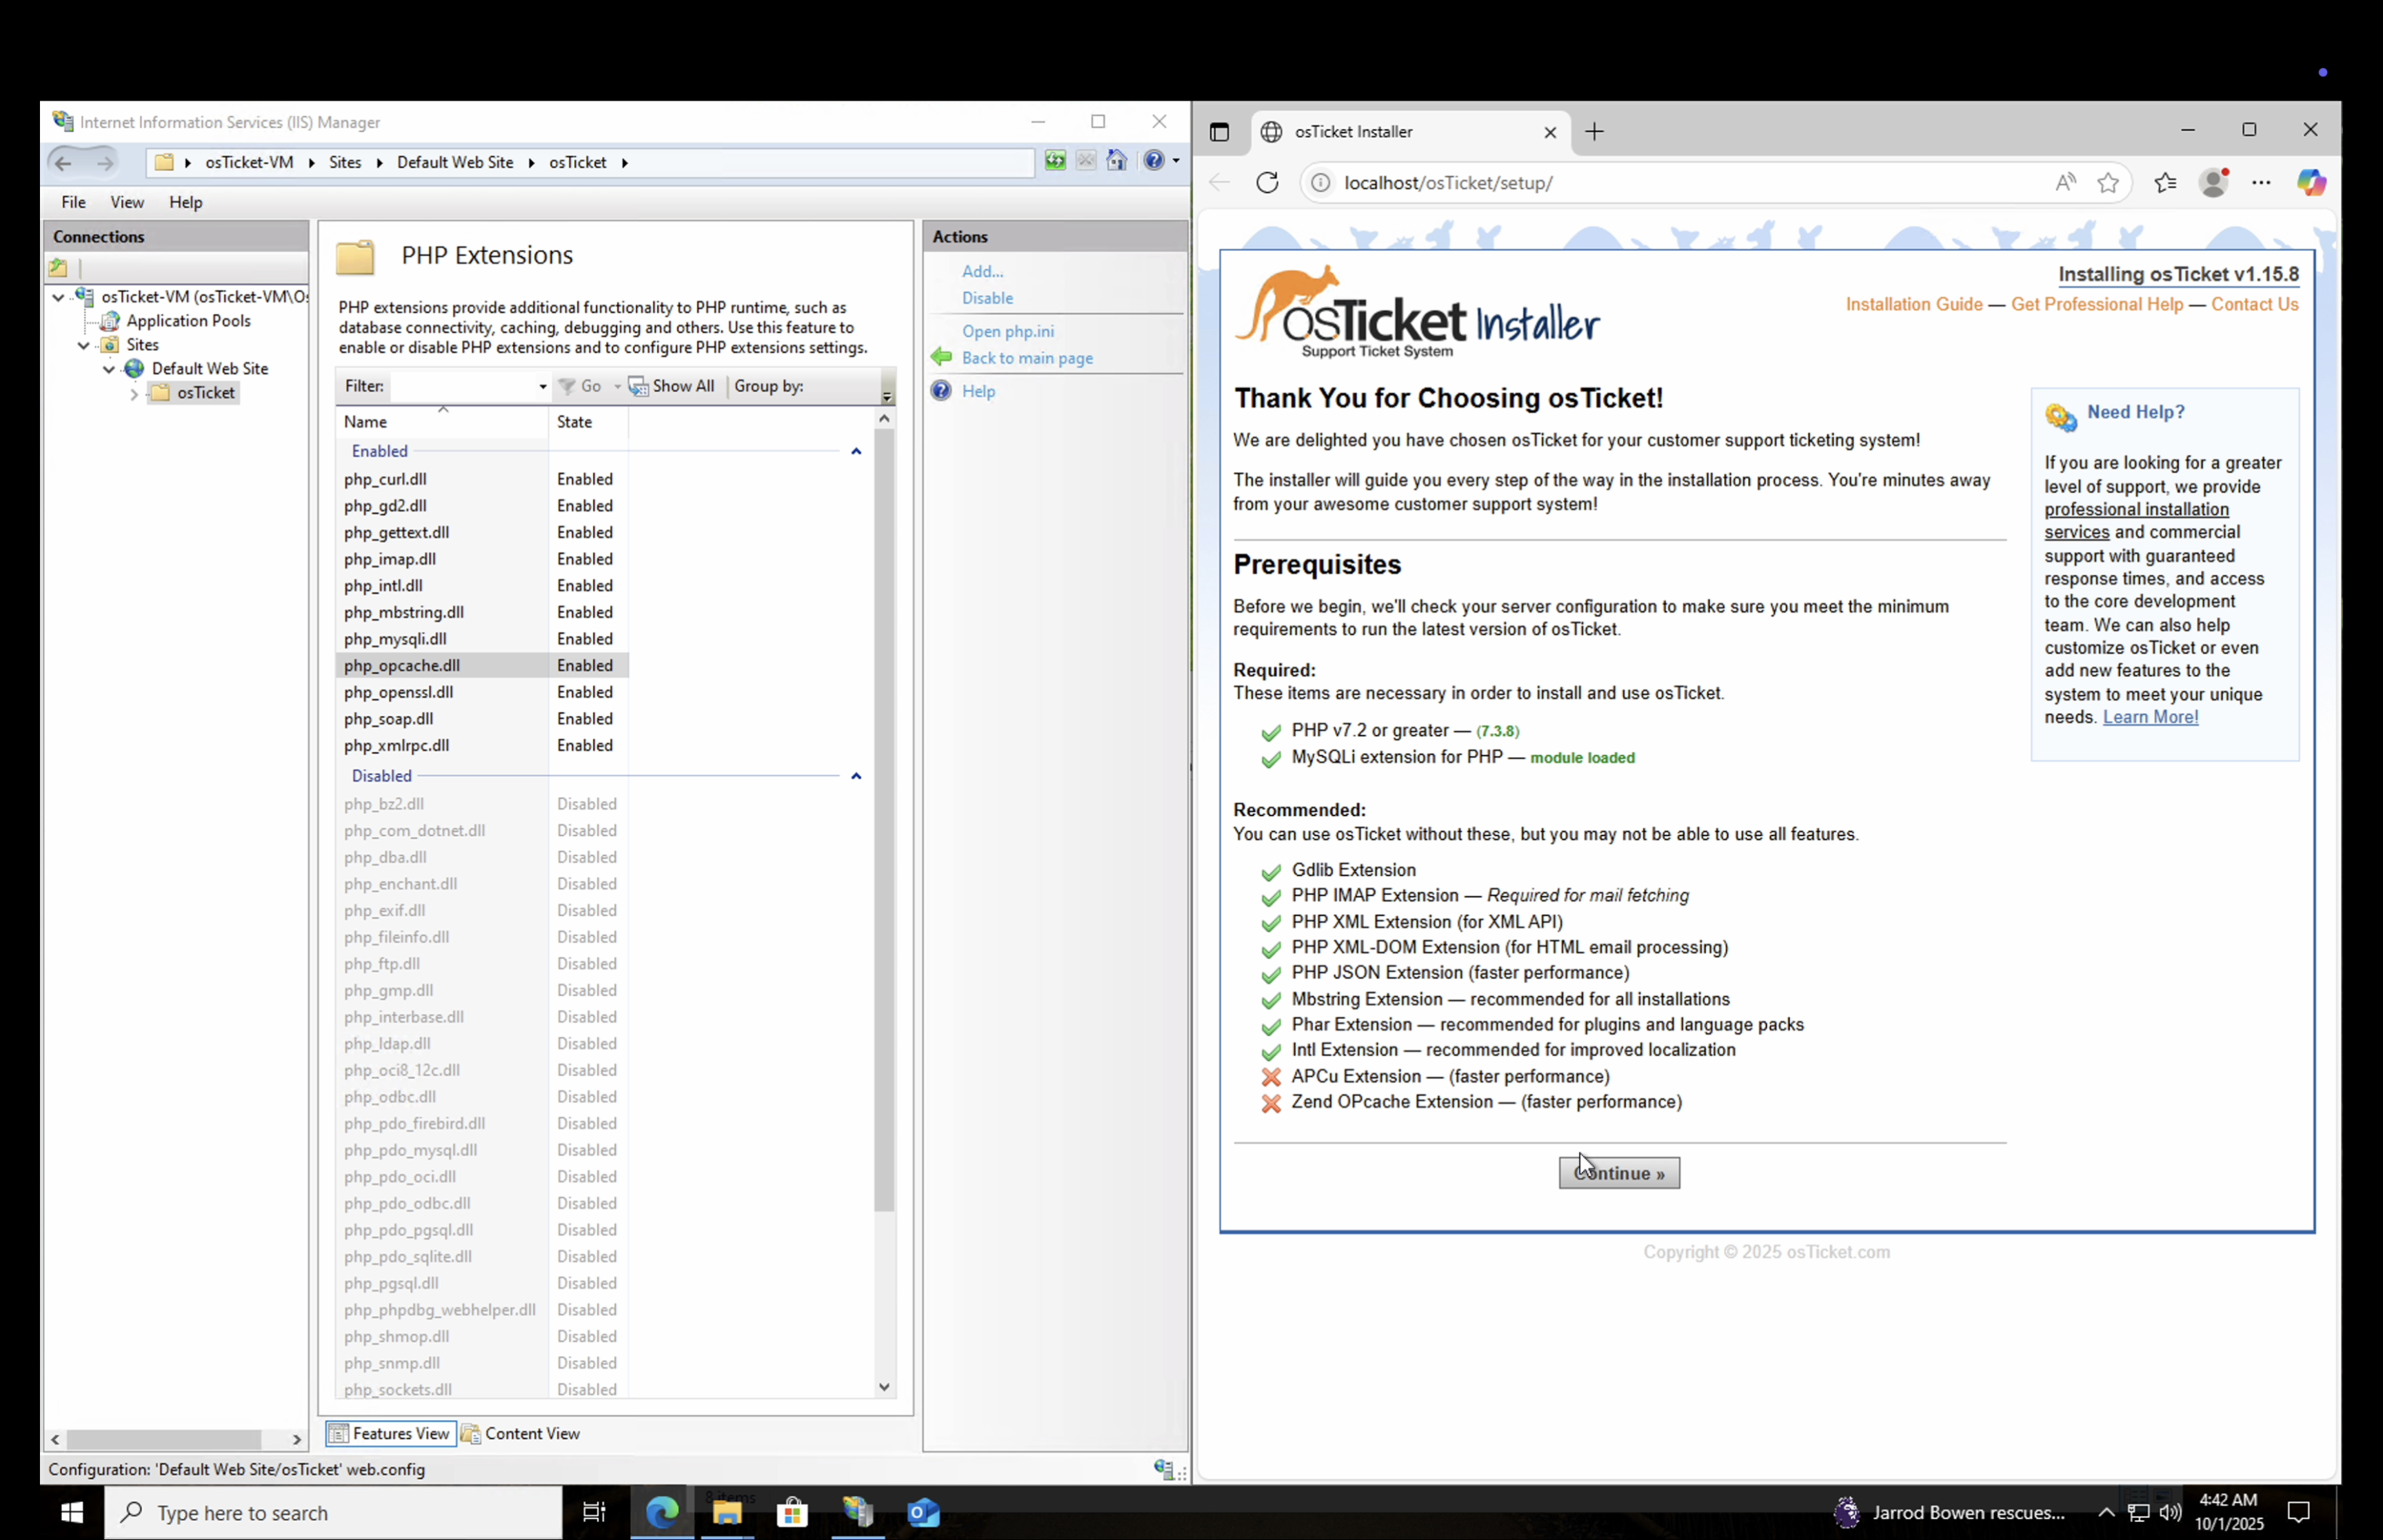 Internet Information Services (IIS) Manager
osTicket-VM
Sites
Default Web Site
osTicket
File
View
Help
Connections
osTicket-VM (osTicket-VM\O
Application Pools
Sites
Default Web Site
osTicket
PHP Extensions
PHP extensions provide additional functionality to PHP runtime, such as
database connectivity, caching, debugging and others. Use this feature to
enable or disable PHP extensions and to configure PHP extensions settings.
Filter:
Go
Show All
Group by:
Name
State
Enabled
php_curl.dll Enabled
php_gd2.dll Enabled
php_gettext.dll Enabled
php_imap.dll Enabled
php_intl.dll Enabled
php_mbstring.dll Enabled
php_mysqli.dll Enabled
php_opcache.dll Enabled
php_openssl.dll Enabled
php_soap.dll Enabled
php_xmlrpc.dll Enabled
Disabled
php_bz2.dll Disabled
php_com_dotnet.dll Disabled
php_dba.dll Disabled
php_enchant.dll Disabled
php_exif.dll Disabled
php_fileinfo.dll Disabled
php_ftp.dll Disabled
php_gmp.dll Disabled
php_interbase.dll Disabled
php_ldap.dll Disabled
php_oci8_12c.dll Disabled
php_odbc.dll Disabled
php_pdo_firebird.dll Disabled
php_pdo_mysql.dll Disabled
php_pdo_oci.dll Disabled
php_pdo_odbc.dll Disabled
php_pdo_pgsql.dll Disabled
php_pdo_sqlite.dll Disabled
php_pgsql.dll Disabled
php_phpdbg_webhelper.dll Disabled
php_shmop.dll Disabled
php_snmp.dll Disabled
php_sockets.dll Disabled
Features View
Content View
Configuration: 'Default Web Site/osTicket' web.config
Actions
Add...
Disable
Open php.ini
Back to main page
Help
osTicket Installer
localhost/osTicket/setup/
osTicket Installer
Support Ticket System
Installing osTicket v1.15.8
Installation Guide — Get Professional Help — Contact Us
Thank You for Choosing osTicket!
We are delighted you have chosen osTicket for your customer support ticketing system!
The installer will guide you every step of the way in the installation process. You're minutes away
from your awesome customer support system!
Prerequisites
Before we begin, we'll check your server configuration to make sure you meet the minimum
requirements to run the latest version of osTicket.
Required:
These items are necessary in order to install and use osTicket.
PHP v7.2 or greater — (7.3.8)
MySQLi extension for PHP — module loaded
Recommended:
You can use osTicket without these, but you may not be able to use all features.
Gdlib Extension
PHP IMAP Extension — Required for mail fetching
PHP XML Extension (for XML API)
PHP XML-DOM Extension (for HTML email processing)
PHP JSON Extension (faster performance)
Mbstring Extension — recommended for all installations
Phar Extension — recommended for plugins and language packs
Intl Extension — recommended for improved localization
APCu Extension — (faster performance)
Zend OPcache Extension — (faster performance)
Continue »
Need Help?
If you are looking for a greater
level of support, we provide
professional installation
services and commercial
support with guaranteed
response times, and access
to the core development
team. We can also help
customize osTicket or even
add new features to the
system to meet your unique
needs. Learn More!
Copyright © 2025 osTicket.com
8 items
Type here to search
Jarrod Bowen rescues...
4:42 AM
10/1/2025